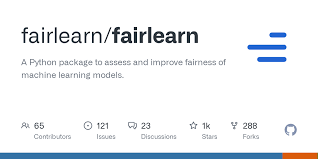 fairlearn/fairlearn
A Python package to assess and improve fairness of
machine learning models.
65 121 23 1k 288
Contributors Issues Discussions Stars Forks